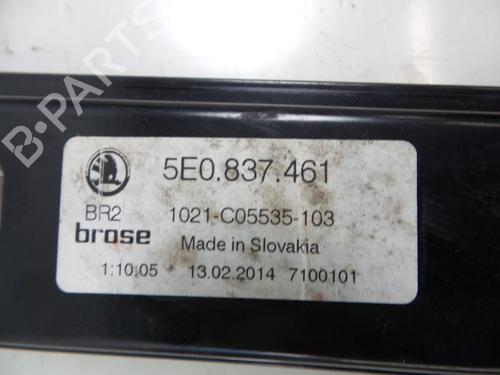 B-PARTS
5E0.837.461
BR2 1021-C05535-103
brose Made in Slovakia
1:10:05 13.02.2014 7100101